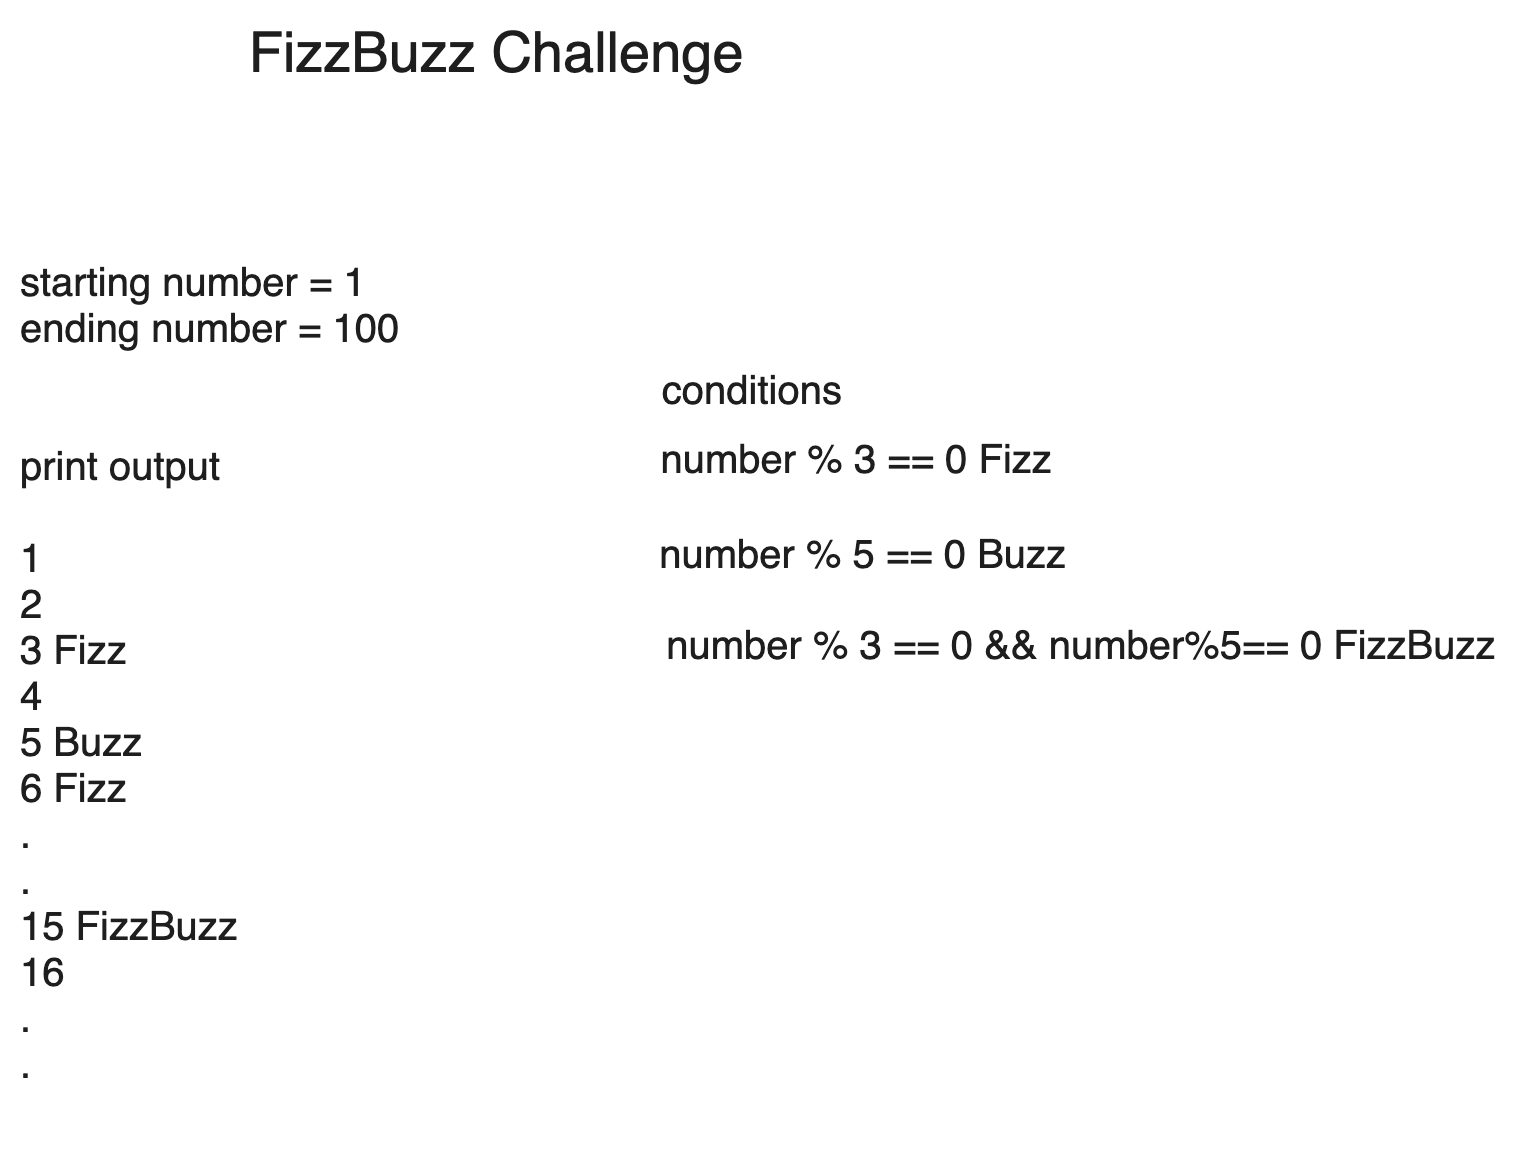 FizzBuzz Challenge
starting number = 1
ending number = 100
print output
1
2
3 Fizz
4
5 Buzz
6 Fizz
.
.
15 FizzBuzz
16
.
.
conditions
number % 3 == 0 Fizz
number % 5 == 0 Buzz
number % 3 == 0 && number%5== 0 FizzBuzz